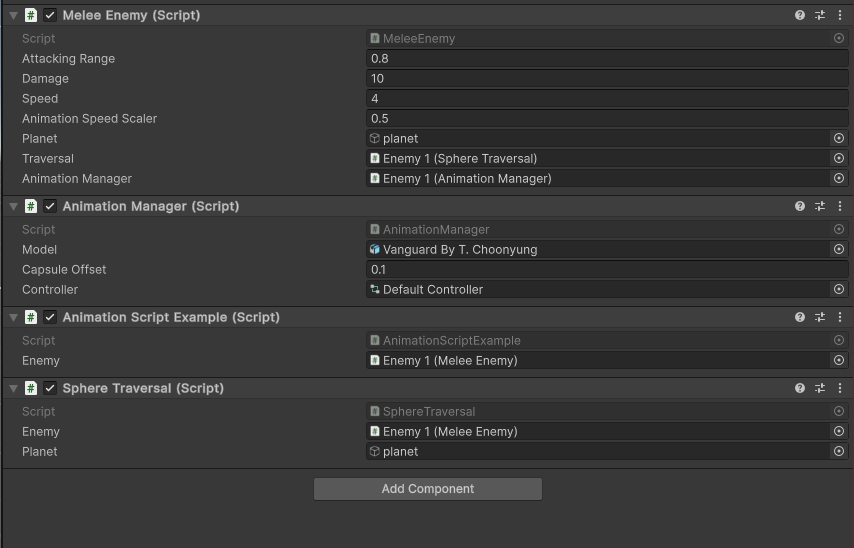 Melee Enemy (Script)
Script MeleeEnemy
Attacking Range 0.8
Damage 10
Speed 4
Animation Speed Scaler 0.5
Planet planet
Traversal Enemy 1 (Sphere Traversal)
Animation Manager Enemy 1 (Animation Manager)
Animation Manager (Script)
Script AnimationManager
Model Vanguard By T. Choonyung
Capsule Offset 0.1
Controller Default Controller
Animation Script Example (Script)
Script AnimationScriptExample
Enemy Enemy 1 (Melee Enemy)
Sphere Traversal (Script)
Script SphereTraversal
Enemy Enemy 1 (Melee Enemy)
Planet planet
Add Component